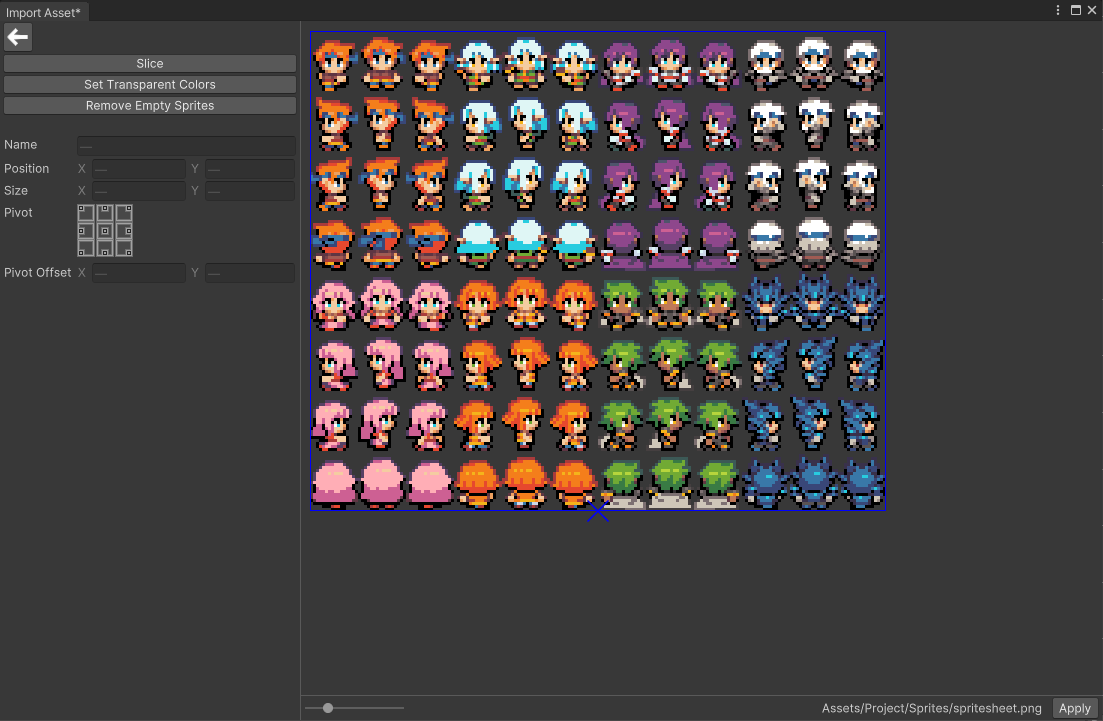 Import Asset*
Slice
Set Transparent Colors
Remove Empty Sprites
Name —
Position X — Y —
Size X — Y —
Pivot
Pivot Offset X — Y —
Assets/Project/Sprites/spritesheet.png Apply